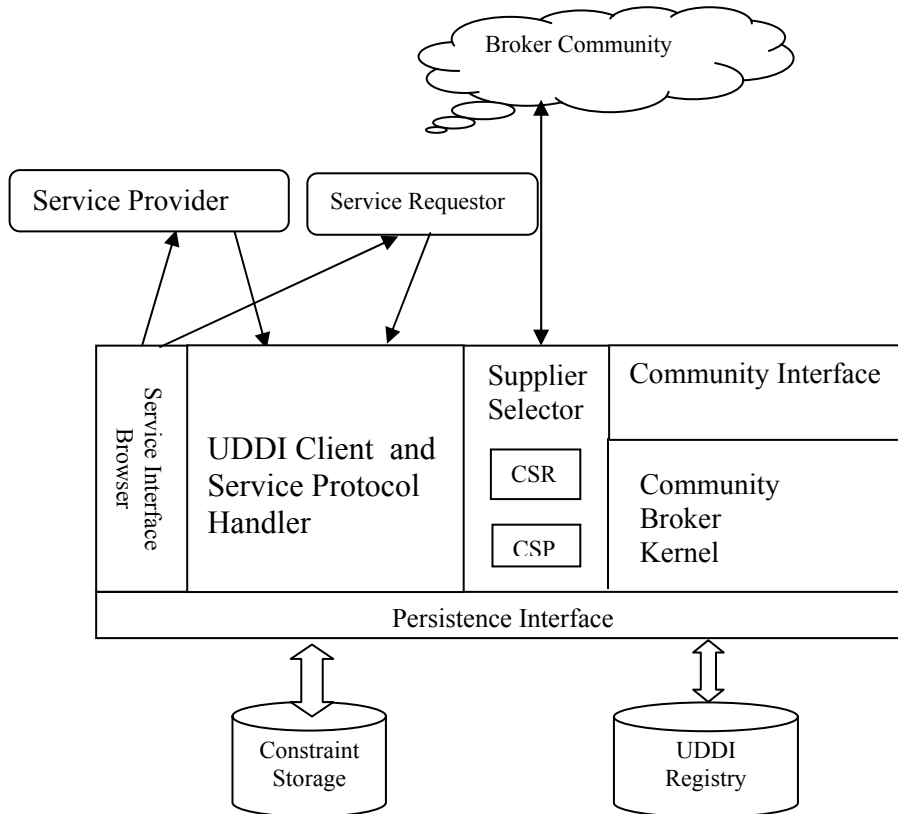 Broker Community
Service Provider
Service Requestor
Service Interface
Browser
UDDI Client and
Service Protocol
Handler
Supplier
Selector
CSR
CSP
Community Interface
Community
Broker
Kernel
Persistence Interface
Constraint
Storage
UDDI
Registry